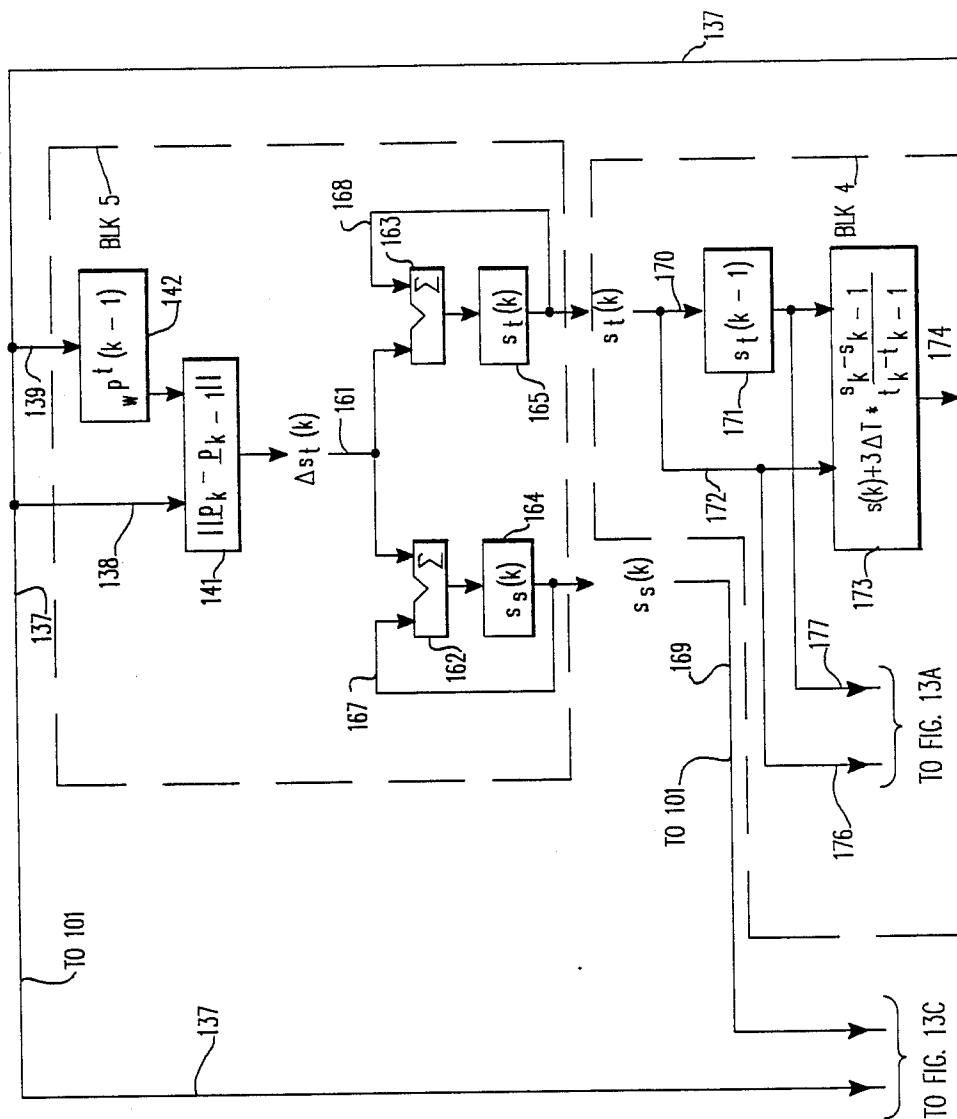 137
137
TO 101
137
TO FIG. 13C
BLK 5
139
138
wPᵗ(k − 1)
142
||P̲k − P̲k − 1||
141
Δst(k)
161
168
163
Σ
167
162
Σ
164
ss(k)
st(k)
165
ss(k)
st(k)
BLK 4
170
169
TO 101
172
st(k − 1)
171
s(k)+3ΔT* sk−sk − 1 / tk−tk − 1
173
174
177
176
TO FIG. 13A